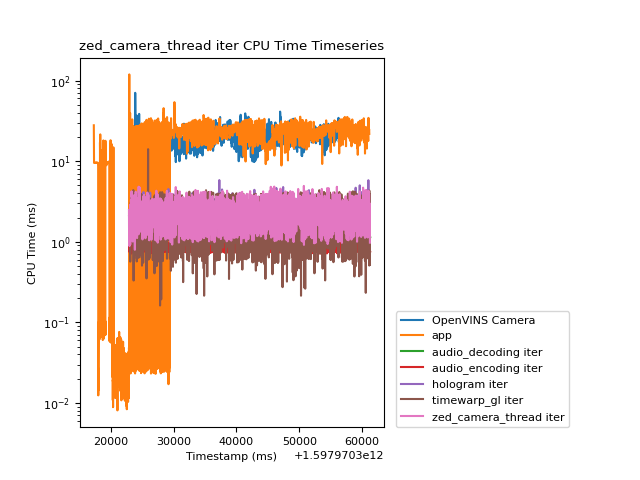 zed_camera_thread iter CPU Time Timeseries
10²
10¹
10⁰
10⁻¹
10⁻²
CPU Time (ms)
20000 30000 40000 50000 60000
Timestamp (ms)
+1.5979703e12
OpenVINS Camera
app
audio_decoding iter
audio_encoding iter
hologram iter
timewarp_gl iter
zed_camera_thread iter